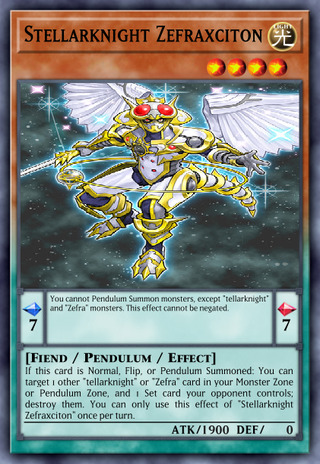 STELLARKNIGHT ZEFRAXCITON
LIGHT
光
You cannot Pendulum Summon monsters, except "tellarknight"
and "Zefra" monsters. This effect cannot be negated.
7
7
[FIEND / PENDULUM / EFFECT]
If this card is Normal, Flip, or Pendulum Summoned: You can
target 1 other "tellarknight" or "Zefra" card in your Monster Zone
or Pendulum Zone, and 1 Set card your opponent controls;
destroy them. You can only use this effect of "Stellarknight
Zefraxciton" once per turn.
ATK/1900 DEF/ 0